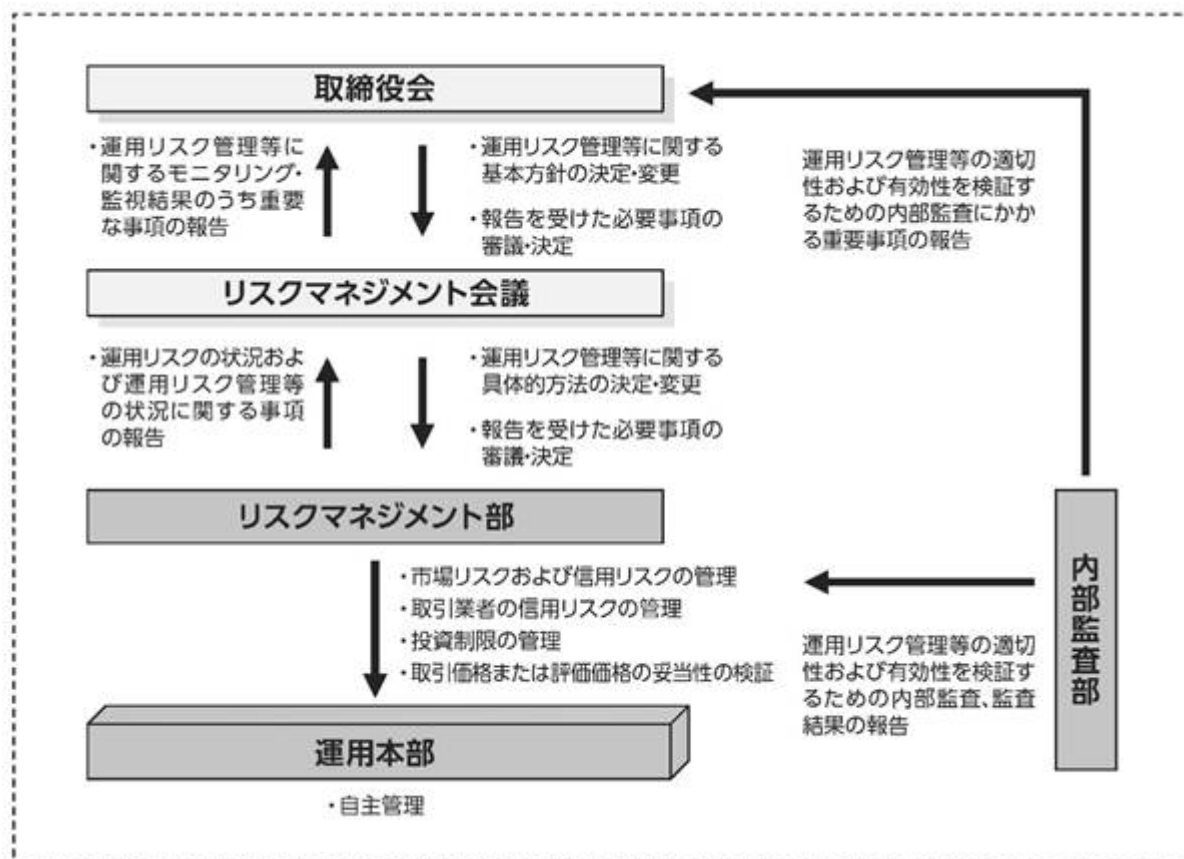 取締役会
・運用リスク管理等に
関するモニタリング・
監視結果のうち重要
な事項の報告
・運用リスク管理等に関する
基本方針の決定・変更
・報告を受けた必要事項の
審議・決定
運用リスク管理等の適切
性および有効性を検証す
るための内部監査にかか
る重要事項の報告
リスクマネジメント会議
・運用リスクの状況およ
び運用リスク管理等
の状況に関する事項
の報告
・運用リスク管理等に関する
具体的方法の決定・変更
・報告を受けた必要事項の
審議・決定
リスクマネジメント部
・市場リスクおよび信用リスクの管理
・取引業者の信用リスクの管理
・投資制限の管理
・取引価格または評価価格の妥当性の検証
運用リスク管理等の適切
性および有効性を検証す
るための内部監査、監査
結果の報告
内部監査部
運用本部
・自主管理